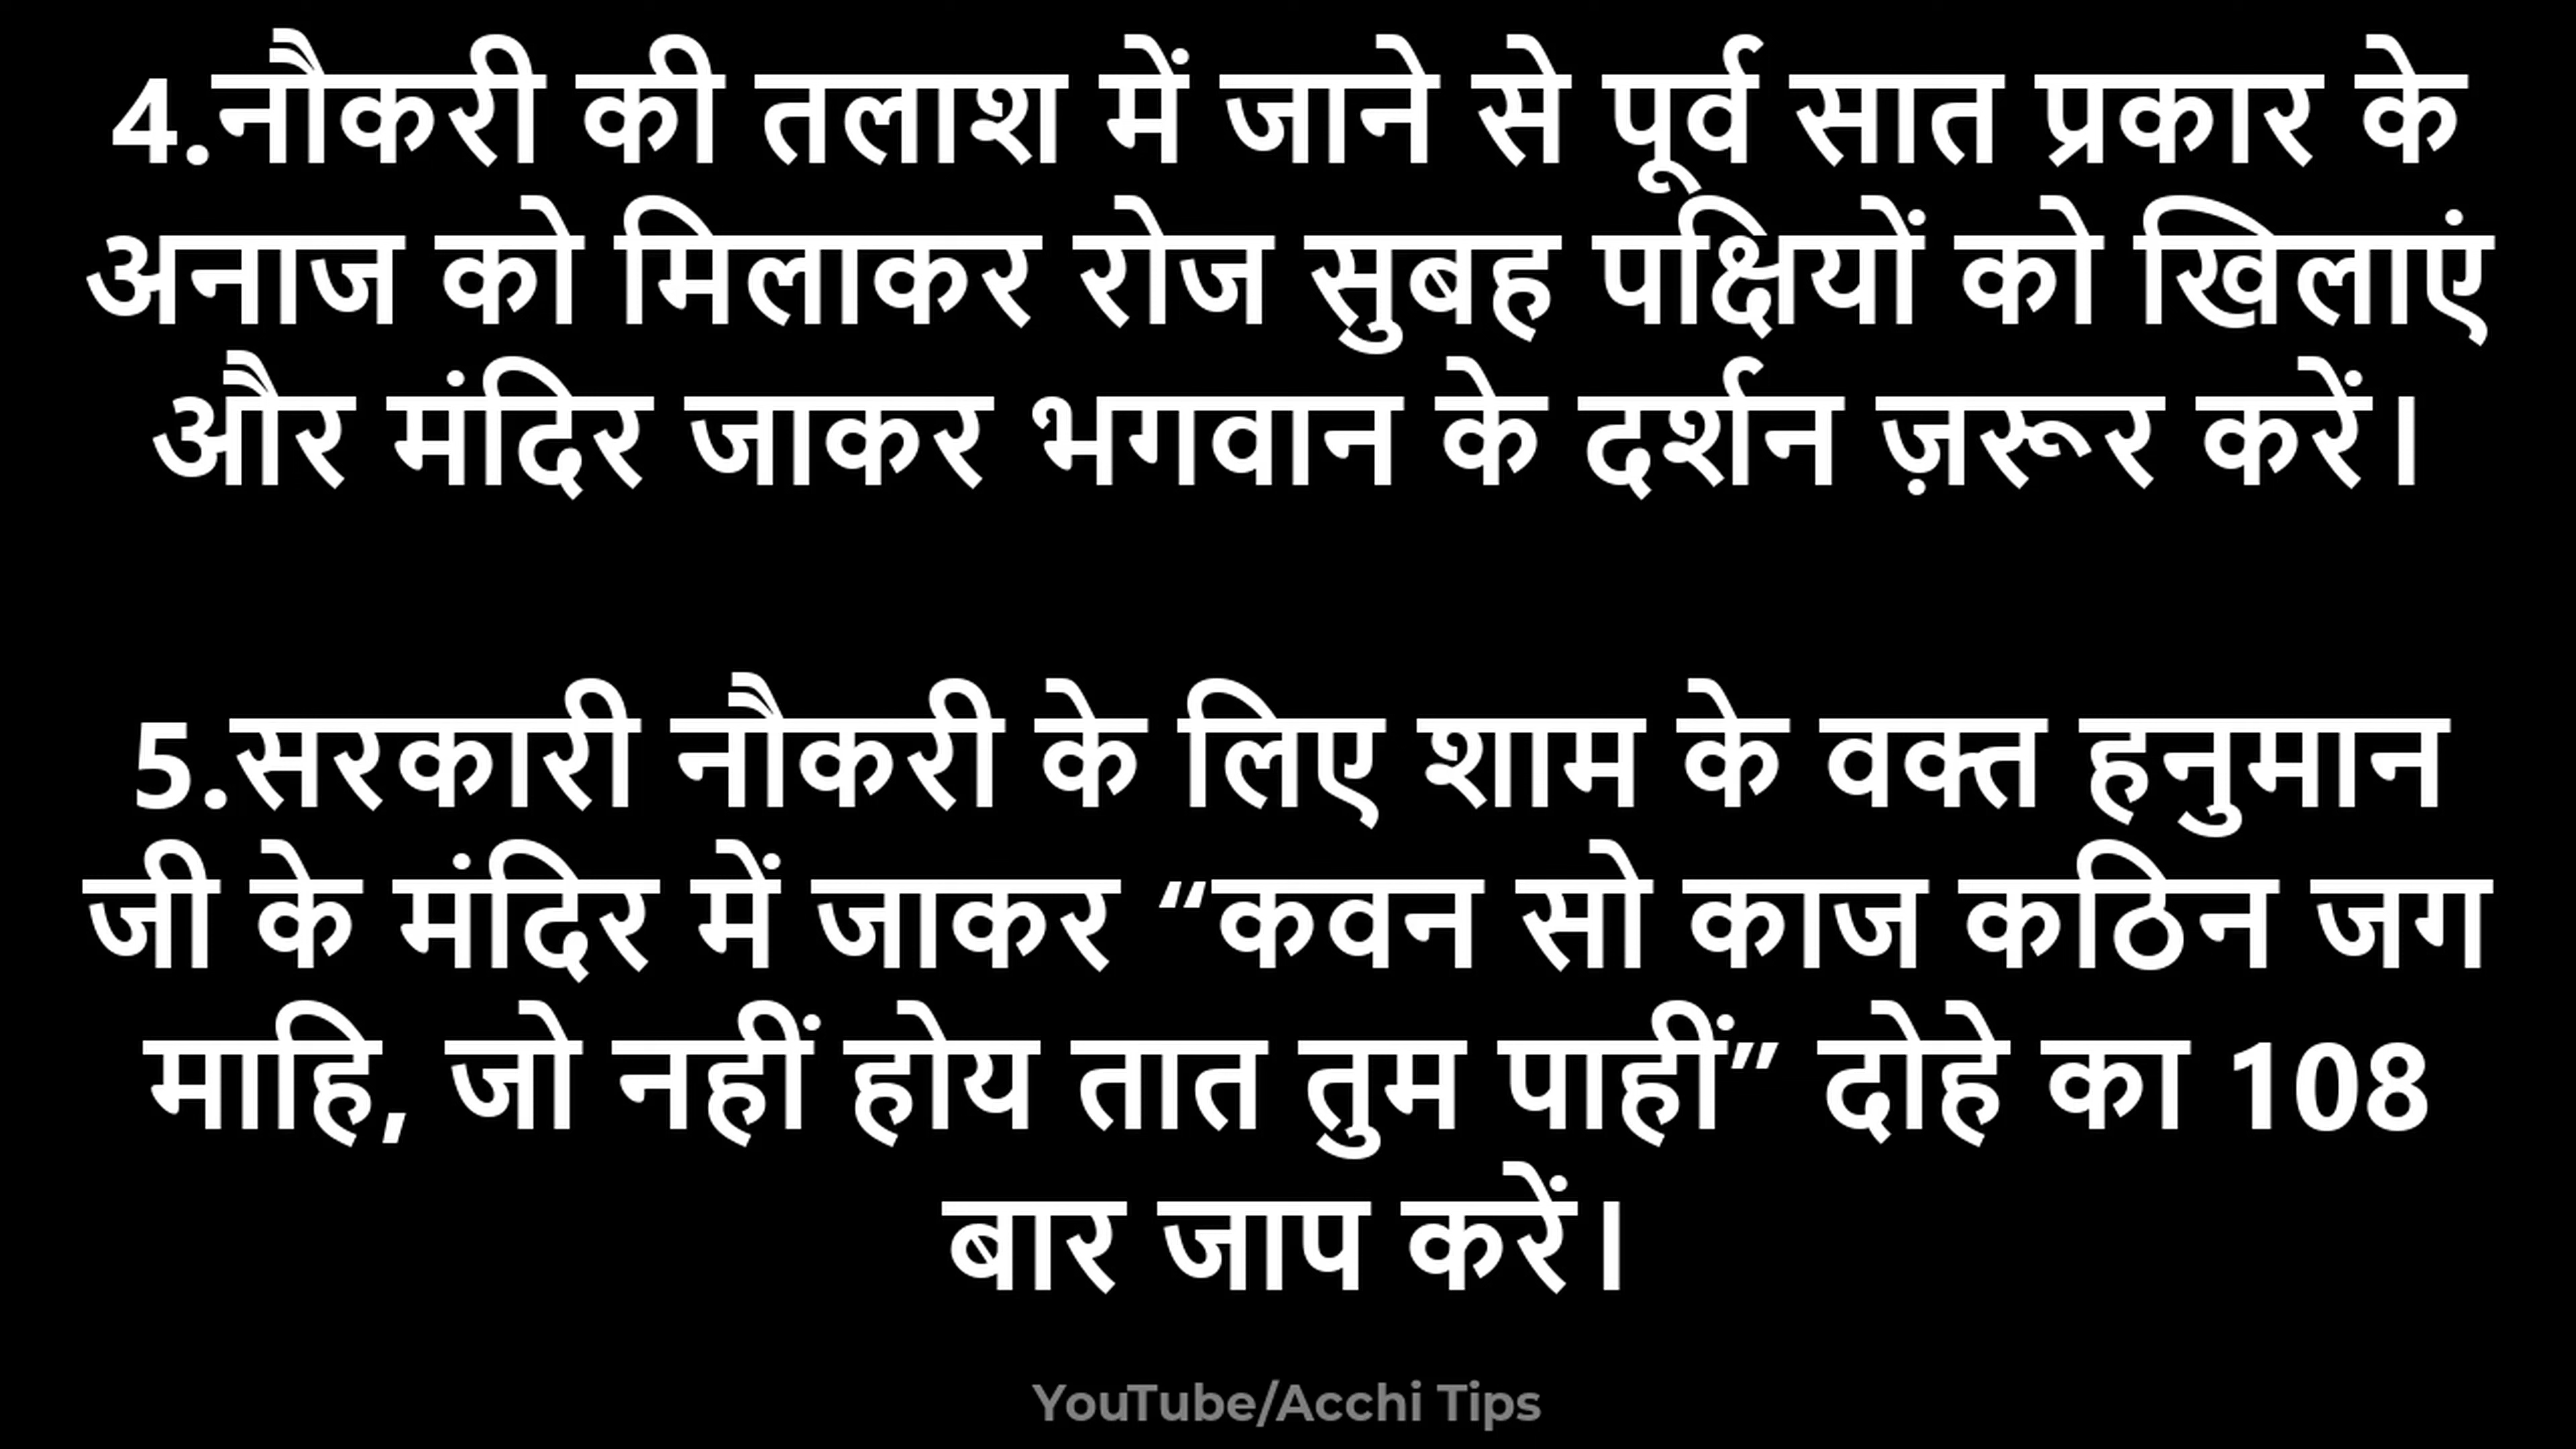 4.नौकरी की तलाश में जाने से पूर्व सात प्रकार के
अनाज को मिलाकर रोज सुबह पक्षियों को खिलाएं
और मंदिर जाकर भगवान के दर्शन ज़रूर करें।
5.सरकारी नौकरी के लिए शाम के वक्त हनुमान
जी के मंदिर में जाकर “कवन सो काज कठिन जग
माहि, जो नहीं होय तात तुम पाहीं” दोहे का 108
बार जाप करें।
YouTube/Acchi Tips